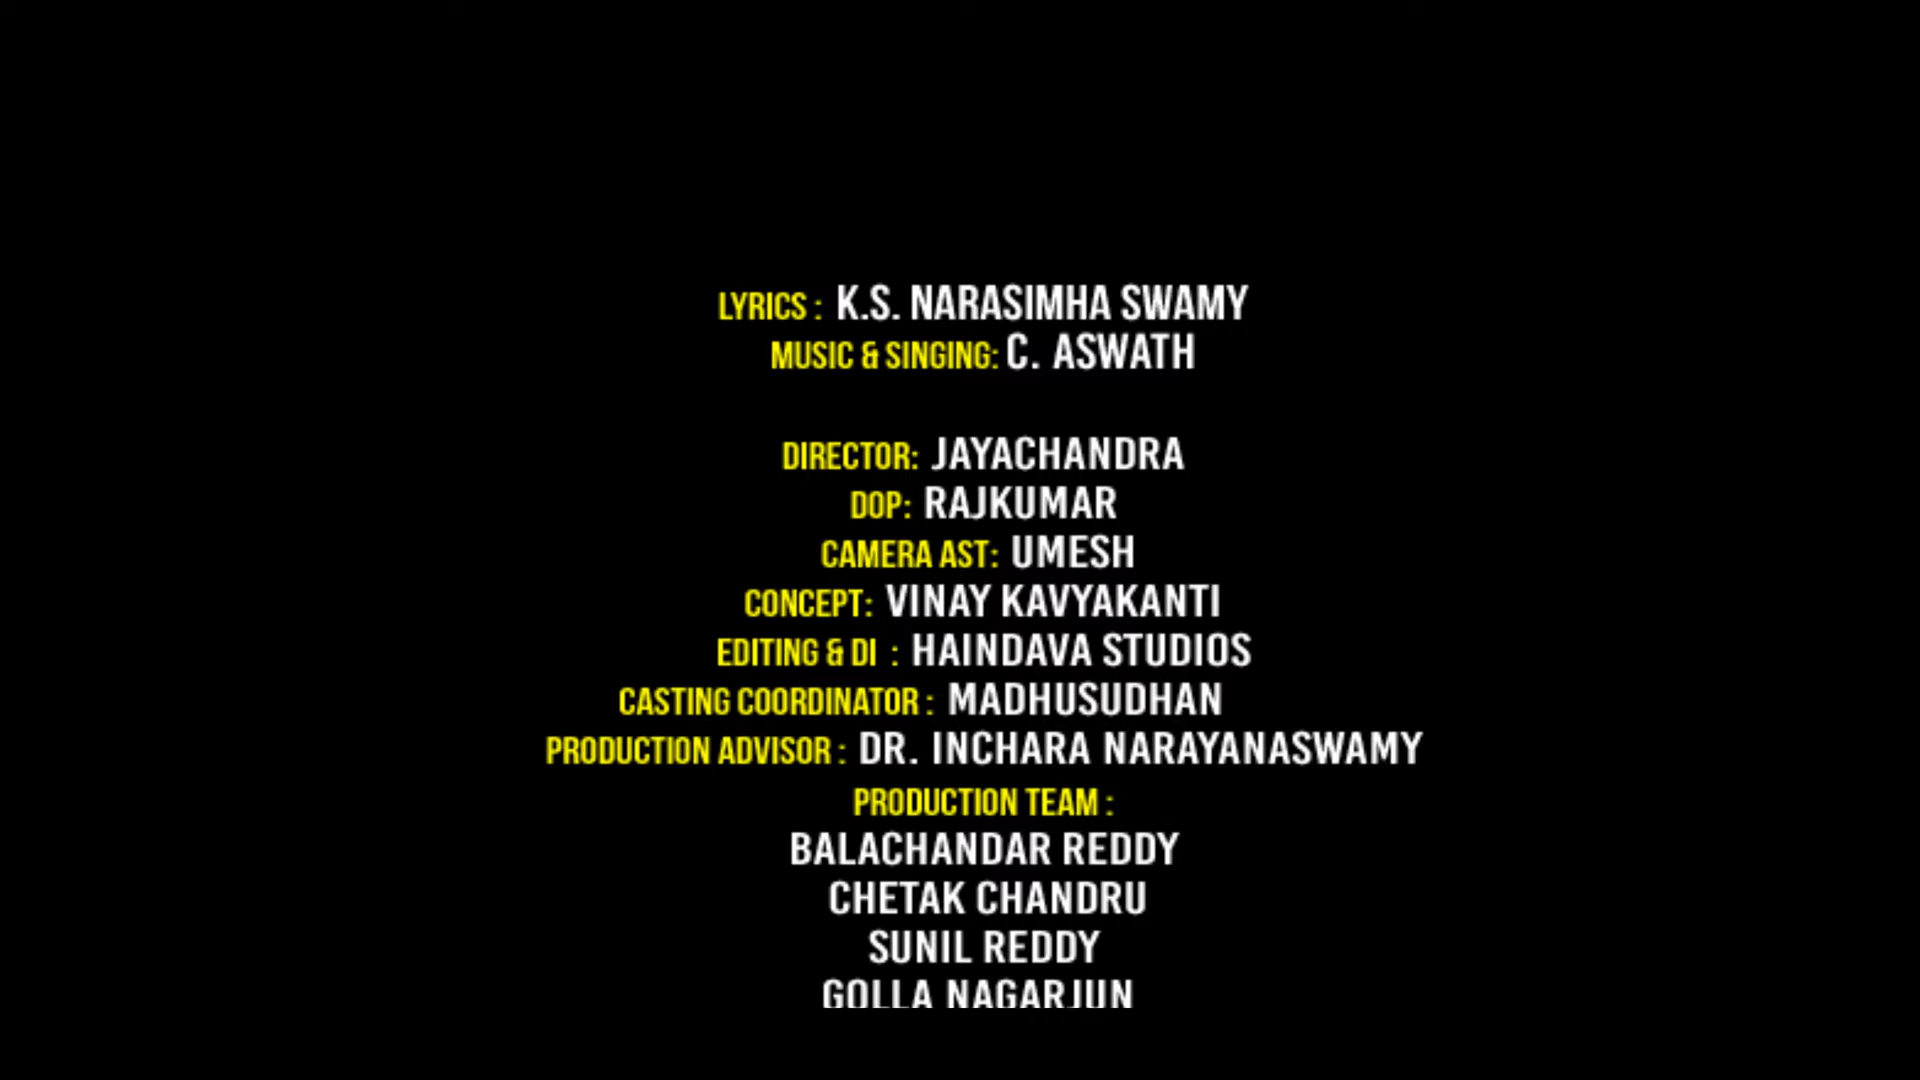 LYRICS : K.S. NARASIMHA SWAMY
MUSIC & SINGING: C. ASWATH
DIRECTOR: JAYACHANDRA
DOP: RAJKUMAR
CAMERA AST: UMESH
CONCEPT: VINAY KAVYAKANTI
EDITING & DI : HAINDAVA STUDIOS
CASTING COORDINATOR : MADHUSUDHAN
PRODUCTION ADVISOR : DR. INCHARA NARAYANASWAMY
PRODUCTION TEAM :
BALACHANDAR REDDY
CHETAK CHANDRU
SUNIL REDDY
GOLLA NAGARJUN